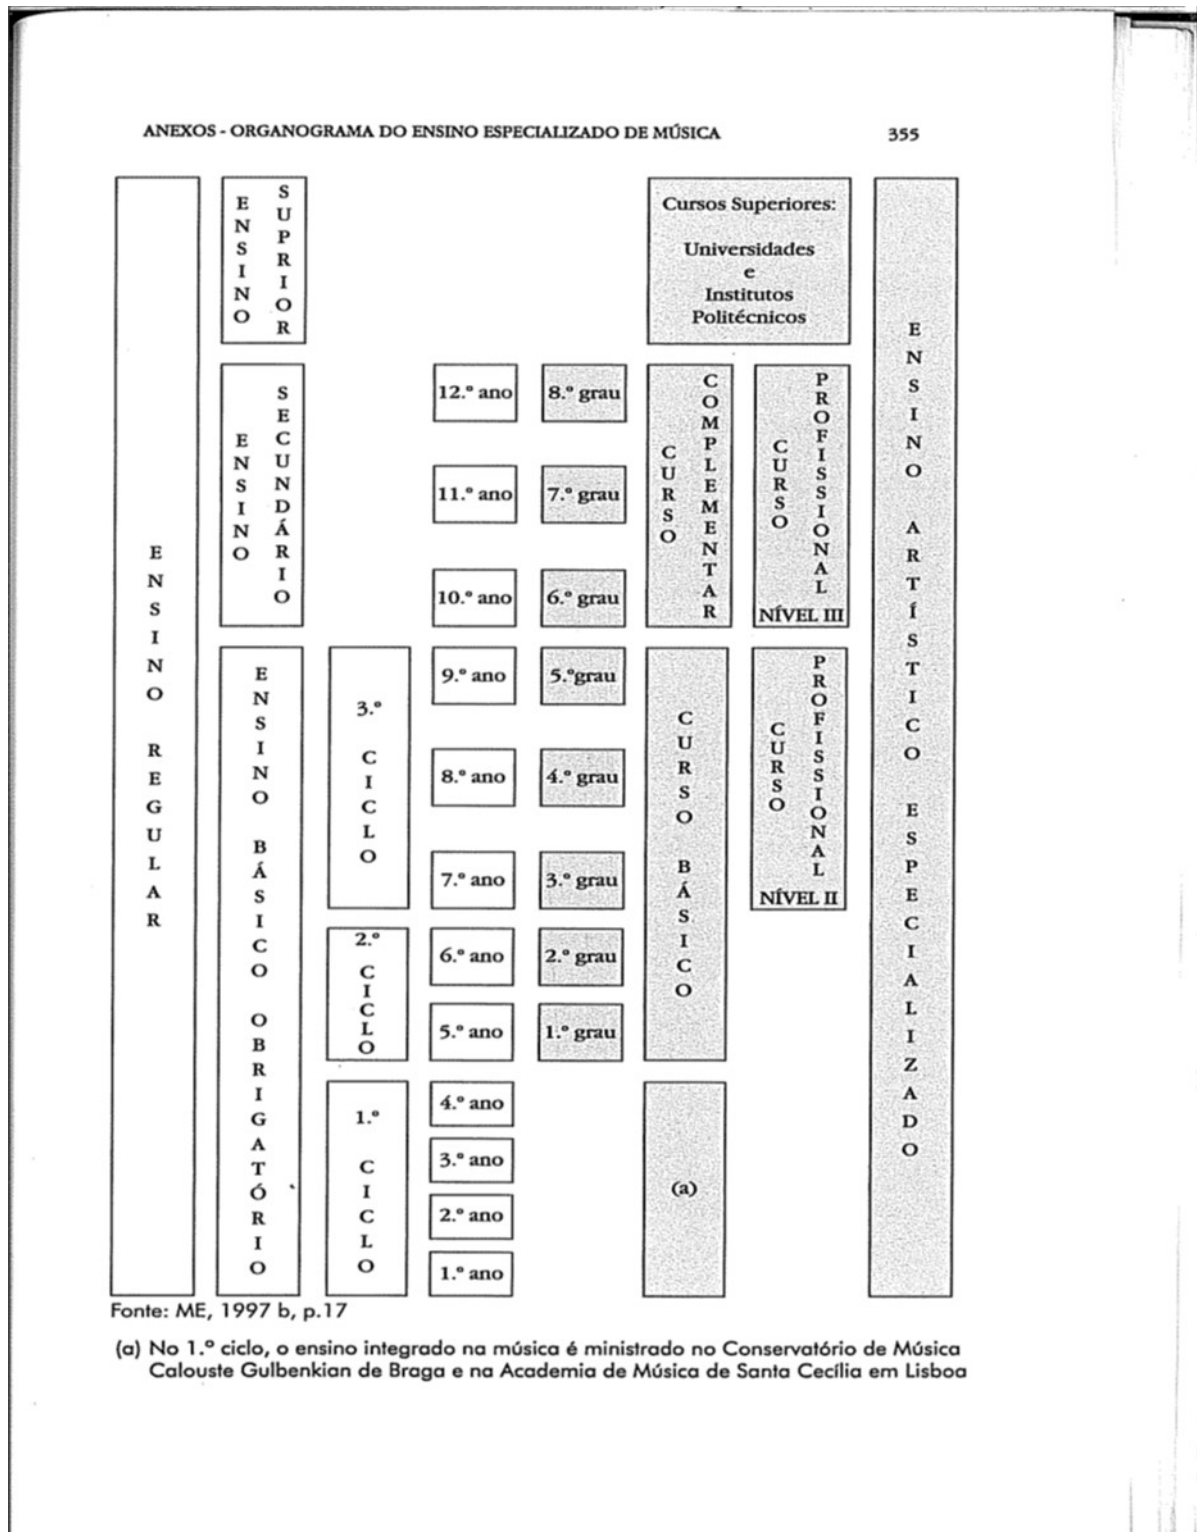 ANEXOS - ORGANOGRAMA DO ENSINO ESPECIALIZADO DE MÚSICA 355
ENSINO REGULAR
ENSINO SUPRIOR
Cursos Superiores:
Universidades
e
Institutos
Politécnicos
ENSINO ARTÍSTICO ESPECIALIZADO
ENSINO SECUNDÁRIO
12.º ano 8.º grau
11.º ano 7.º grau
10.º ano 6.º grau
CURSO COMPLEMENTAR
CURSO PROFISSIONAL
NÍVEL III
ENSINO BÁSICO OBRIGATÓRIO
3.º CICLO
9.º ano 5.ºgrau
8.º ano 4.º grau
7.º ano 3.º grau
CURSO BÁSICO
CURSO PROFISSIONAL
NÍVEL II
2.º CICLO
6.º ano 2.º grau
5.º ano 1.º grau
1.º CICLO
4.º ano
3.º ano
2.º ano
1.º ano
(a)
Fonte: ME, 1997 b, p.17
(a) No 1.º ciclo, o ensino integrado na música é ministrado no Conservatório de Música
Calouste Gulbenkian de Braga e na Academia de Música de Santa Cecília em Lisboa